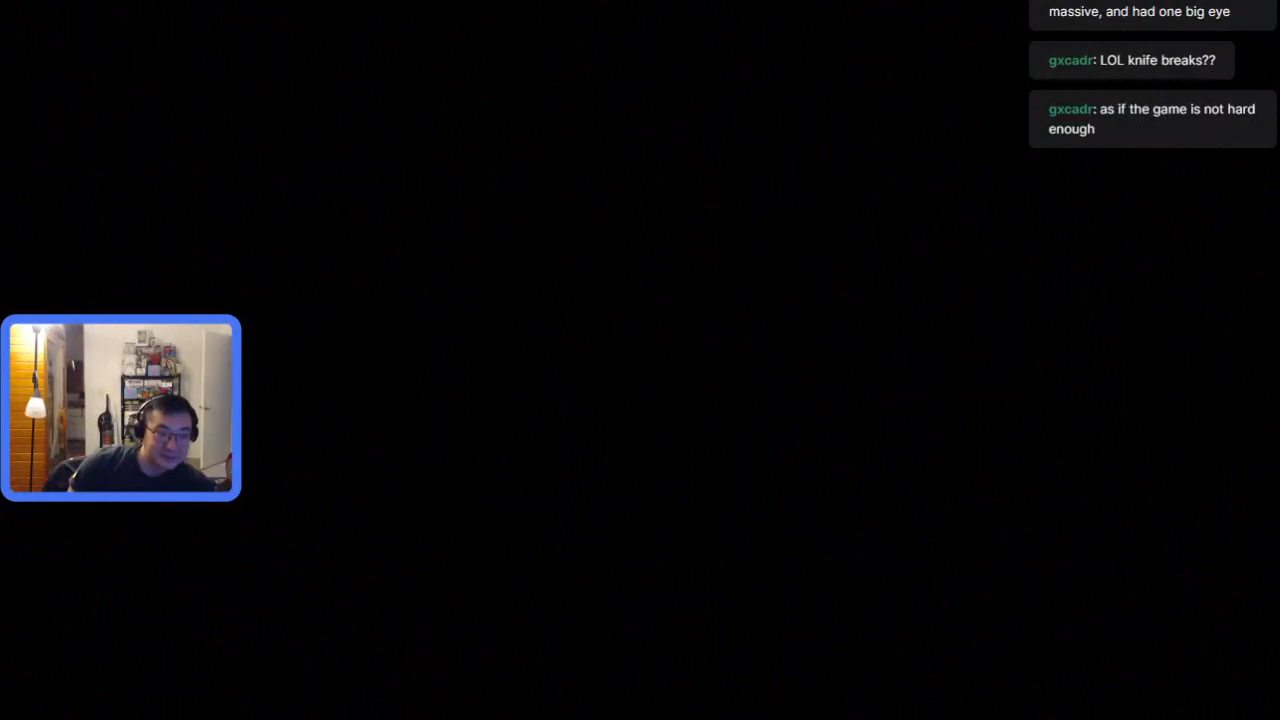 massive, and had one big eye
gxcadr: LOL knife breaks??
gxcadr: as if the game is not hard
enough